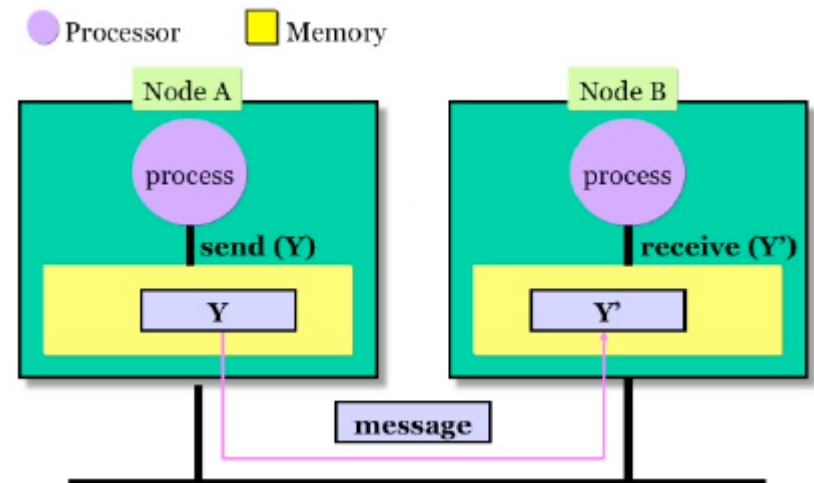 Processor Memory
Node A Node B
process process
send (Y) receive (Y’)
Y Y’
message